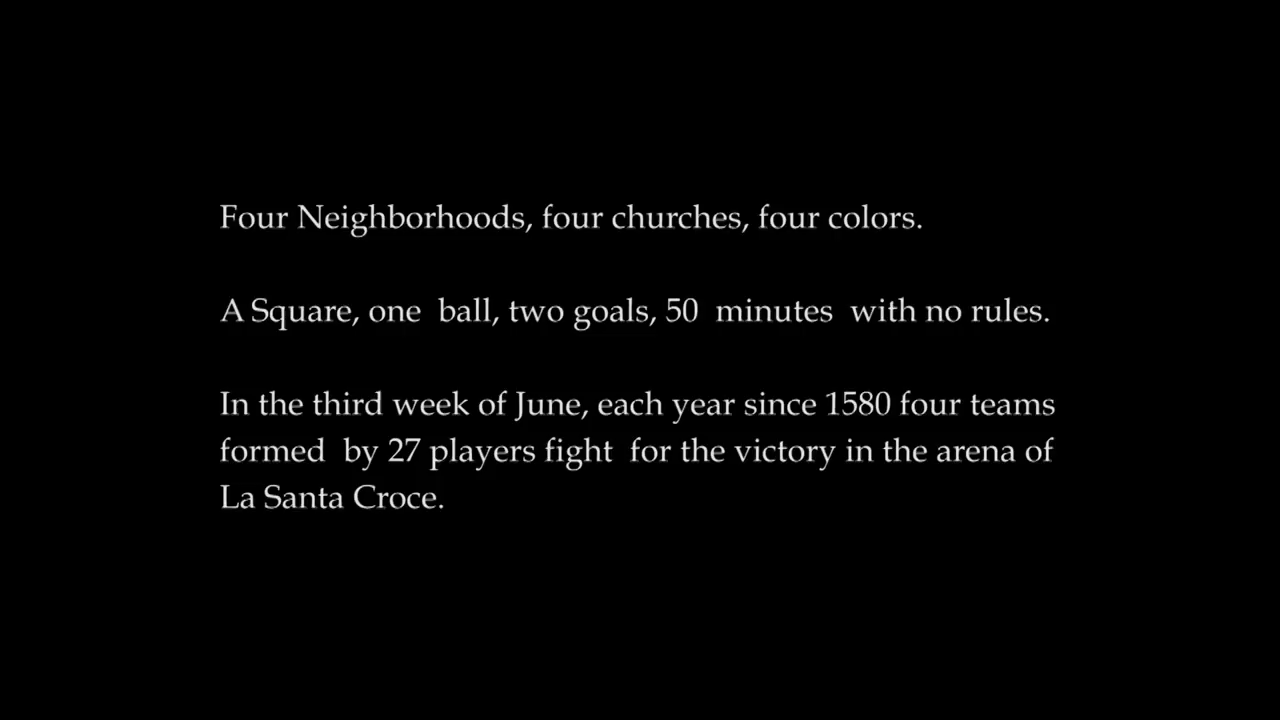 Four Neighborhoods, four churches, four colors.
A Square, one ball, two goals, 50 minutes with no rules.
In the third week of June, each year since 1580 four teams
formed by 27 players fight for the victory in the arena of
La Santa Croce.